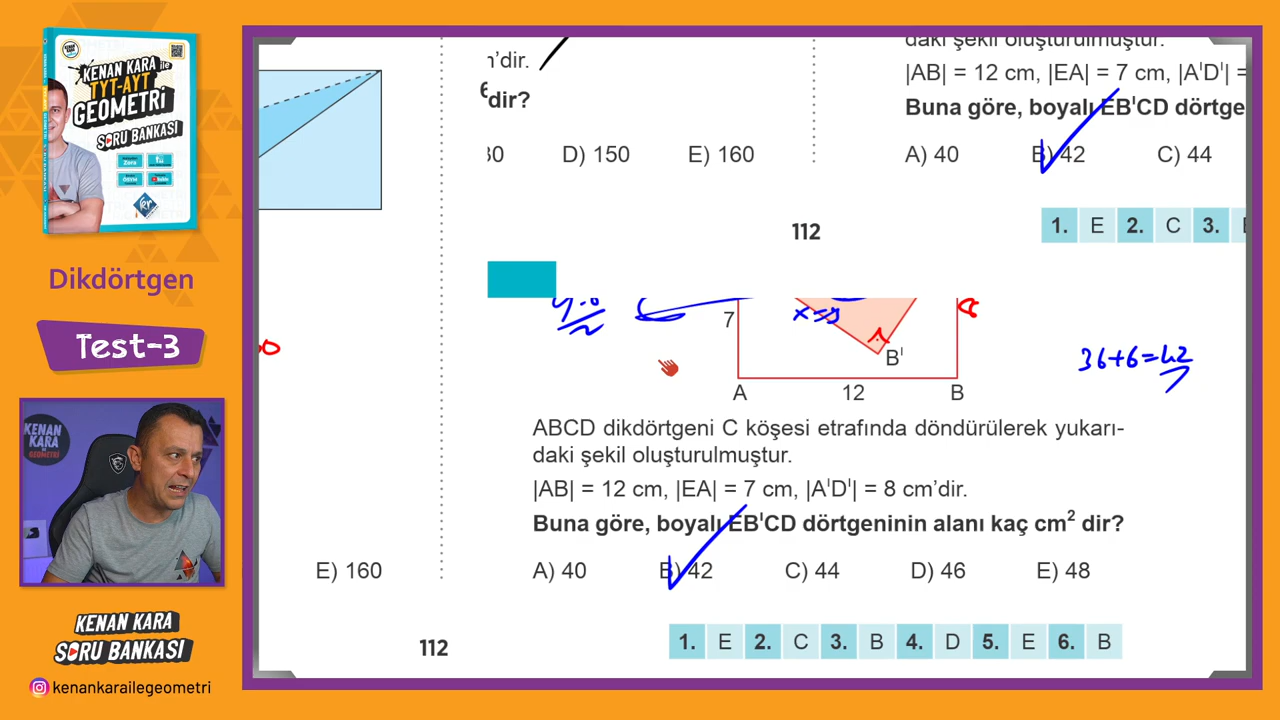 KENAN KARA ile
TYT-AYT
GEOMETRİ
SORU BANKASI
Dikdörtgen
Test-3
KENAN
KARA
GEOMETRİ
KENAN KARA
SORU BANKASI
kenankarailegeometri
E) 160
112
m'dir.
dir?
D) 150
E) 160
112
daki şekil oluşturulmuştur.
|AB| = 12 cm, |EA| = 7 cm, |A'D'| =
Buna göre, boyalı EB'CD dörtge
A) 40
B) 42
C) 44
1. E 2. C 3.
7
x=y
B'
A
12
B
36+6=42
ABCD dikdörtgeni C köşesi etrafında döndürülerek yukarı-
daki şekil oluşturulmuştur.
|AB| = 12 cm, |EA| = 7 cm, |A'D'| = 8 cm'dir.
Buna göre, boyalı EB'CD dörtgeninin alanı kaç cm² dir?
A) 40
B) 42
C) 44
D) 46
E) 48
1. E 2. C 3. B 4. D 5. E 6. B